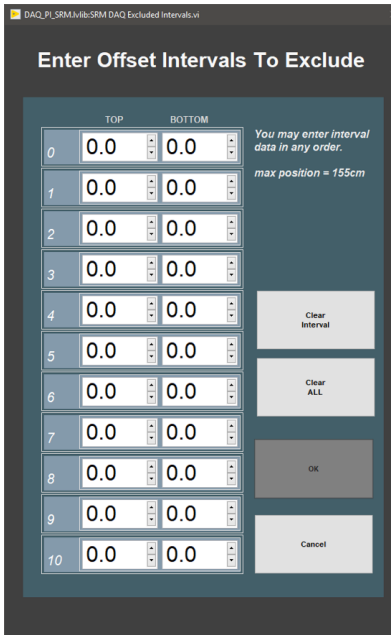 DAQ_PI_SRM.lvlib:SRM DAQ Excluded Intervals.vi
Enter Offset Intervals To Exclude
TOP BOTTOM
0 0.0 0.0
1 0.0 0.0
2 0.0 0.0
3 0.0 0.0
4 0.0 0.0
5 0.0 0.0
6 0.0 0.0
7 0.0 0.0
8 0.0 0.0
9 0.0 0.0
10 0.0 0.0
You may enter interval
data in any order.
max position = 155cm
Clear
Interval
Clear
ALL
OK
Cancel